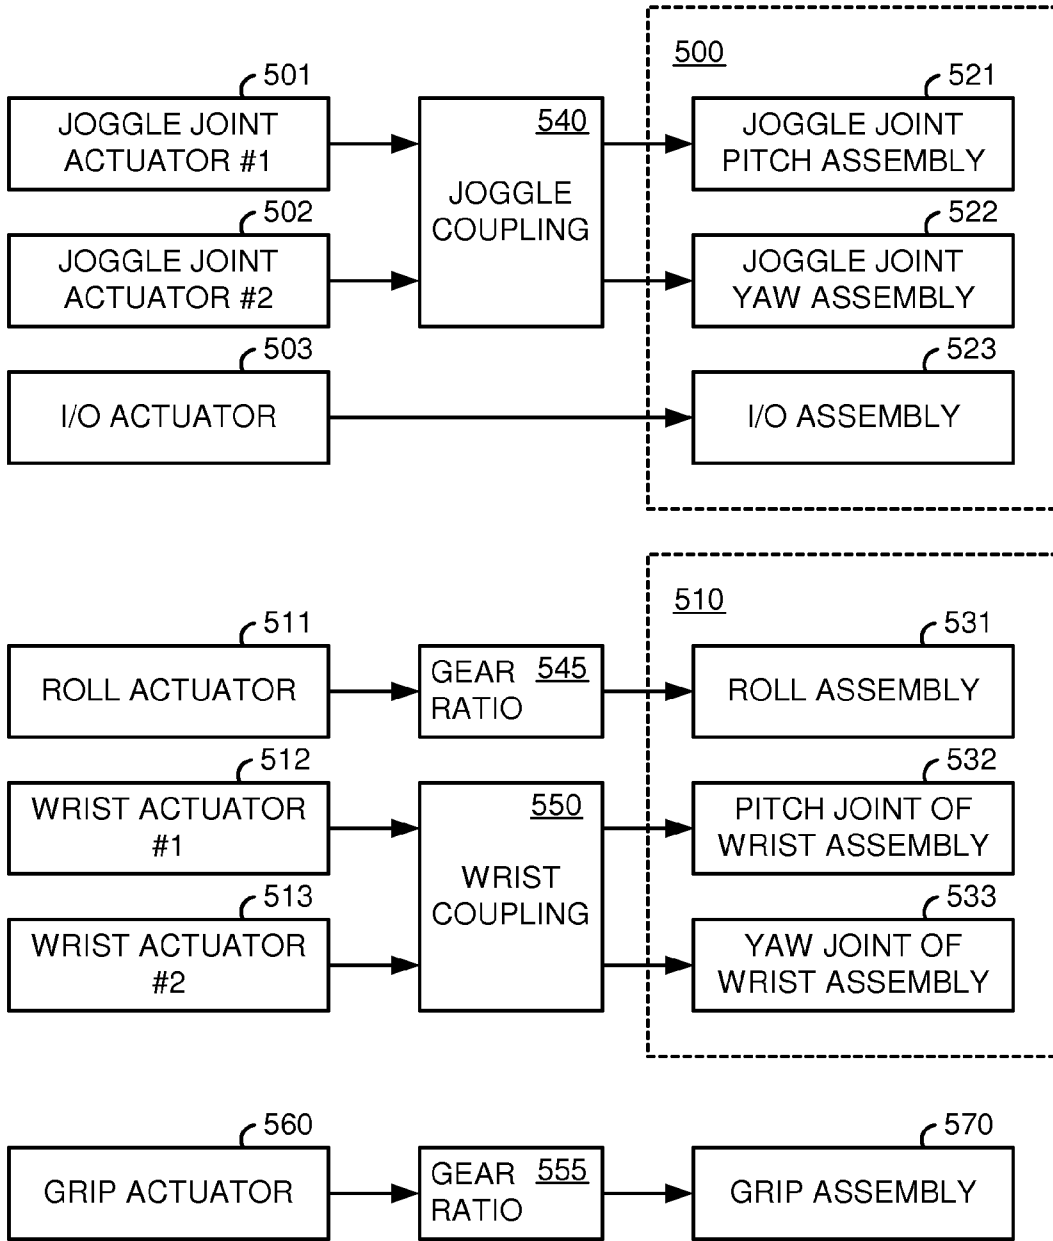 500
501
JOGGLE JOINT
ACTUATOR #1
540
JOGGLE
COUPLING
521
JOGGLE JOINT
PITCH ASSEMBLY
502
JOGGLE JOINT
ACTUATOR #2
522
JOGGLE JOINT
YAW ASSEMBLY
503
I/O ACTUATOR
523
I/O ASSEMBLY
510
511
ROLL ACTUATOR
GEAR 545
RATIO
531
ROLL ASSEMBLY
512
WRIST ACTUATOR
#1
550
WRIST
COUPLING
532
PITCH JOINT OF
WRIST ASSEMBLY
513
WRIST ACTUATOR
#2
533
YAW JOINT OF
WRIST ASSEMBLY
560
GRIP ACTUATOR
GEAR 555
RATIO
570
GRIP ASSEMBLY